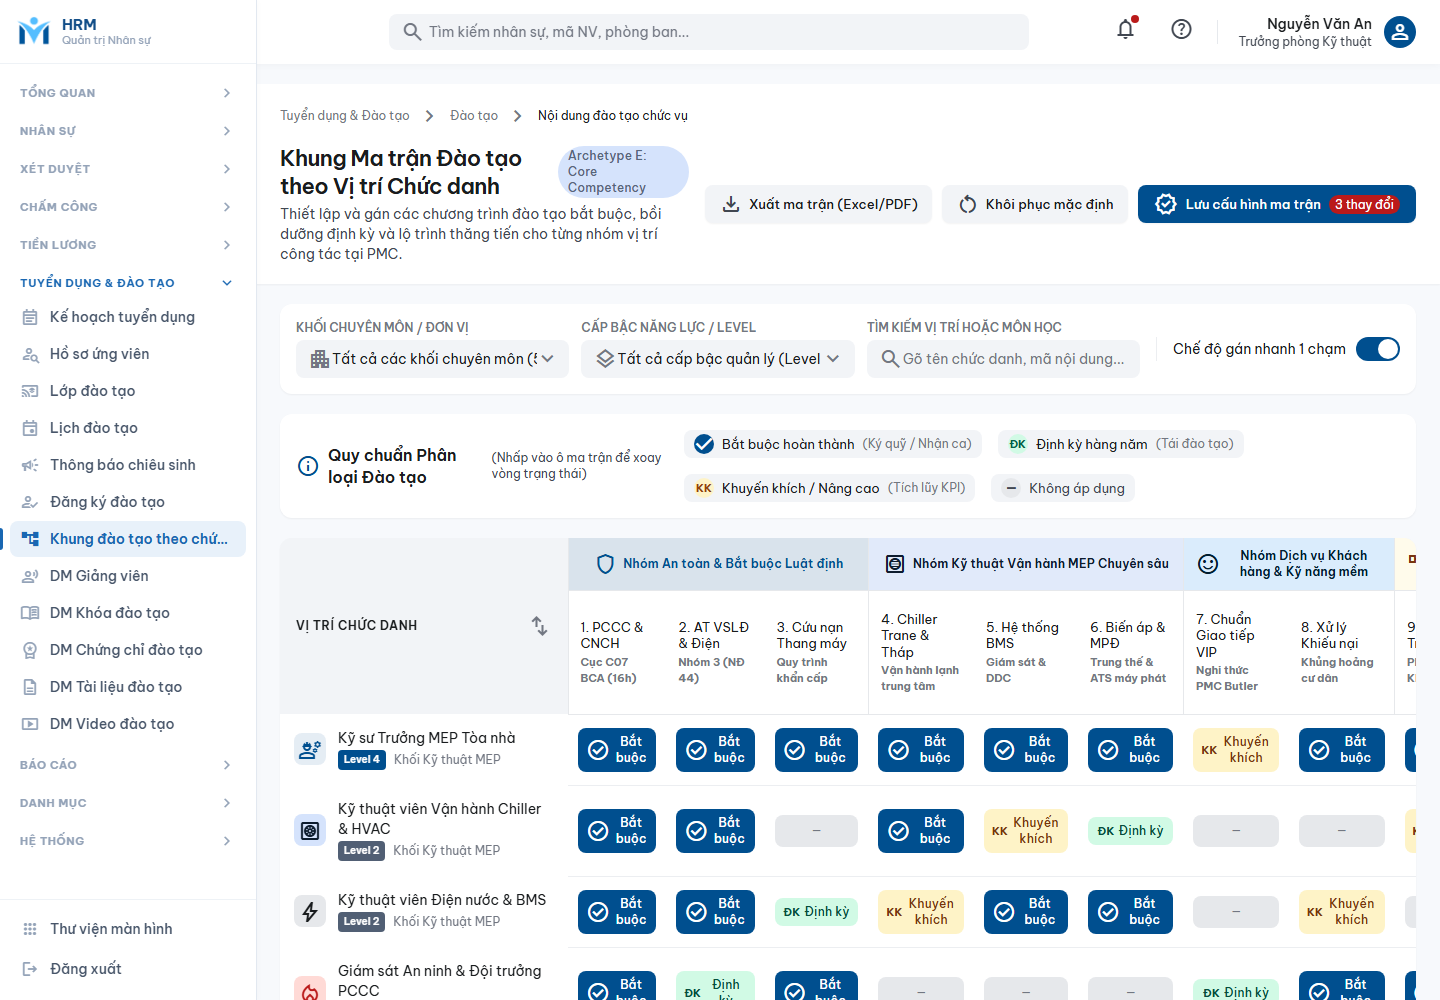 HRM
Quản trị Nhân sự
Tìm kiếm nhân sự, mã NV, phòng ban...
Nguyễn Văn An
Trưởng phòng Kỹ thuật
TỔNG QUAN
NHÂN SỰ
XÉT DUYỆT
CHẤM CÔNG
TIỀN LƯƠNG
TUYỂN DỤNG & ĐÀO TẠO
Kế hoạch tuyển dụng
Hồ sơ ứng viên
Lớp đào tạo
Lịch đào tạo
Thông báo chiêu sinh
Đăng ký đào tạo
Khung đào tạo theo chứ...
DM Giảng viên
DM Khóa đào tạo
DM Chứng chỉ đào tạo
DM Tài liệu đào tạo
DM Video đào tạo
BÁO CÁO
DANH MỤC
HỆ THỐNG
Thư viện màn hình
Đăng xuất
Tuyển dụng & Đào tạo
Đào tạo
Nội dung đào tạo chức vụ
Khung Ma trận Đào tạo
theo Vị trí Chức danh
Archetype E:
Core
Competency
Thiết lập và gán các chương trình đào tạo bắt buộc, bồi
dưỡng định kỳ và lộ trình thăng tiến cho từng nhóm vị trí
công tác tại PMC.
Xuất ma trận (Excel/PDF)
Khôi phục mặc định
Lưu cấu hình ma trận 3 thay đổi
KHỐI CHUYÊN MÔN / ĐƠN VỊ
Tất cả các khối chuyên môn (5
CẤP BẬC NĂNG LỰC / LEVEL
Tất cả cấp bậc quản lý (Level
TÌM KIẾM VỊ TRÍ HOẶC MÔN HỌC
Gõ tên chức danh, mã nội dung...
Chế độ gán nhanh 1 chạm
Quy chuẩn Phân
loại Đào tạo
(Nhấp vào ô ma trận để xoay
vòng trạng thái)
Bắt buộc hoàn thành (Ký quỹ / Nhận ca)
ĐK Định kỳ hàng năm (Tái đào tạo)
KK Khuyến khích / Nâng cao (Tích lũy KPI)
Không áp dụng
VỊ TRÍ CHỨC DANH
Nhóm An toàn & Bắt buộc Luật định
Nhóm Kỹ thuật Vận hành MEP Chuyên sâu
Nhóm Dịch vụ Khách
hàng & Kỹ năng mềm
1. PCCC &
CNCH
Cục C07
BCA (16h)
2. AT VSLĐ
& Điện
Nhóm 3 (NĐ
44)
3. Cứu nạn
Thang máy
Quy trình
khẩn cấp
4. Chiller
Trane &
Tháp
Vận hành lạnh
trung tâm
5. Hệ thống
BMS
Giám sát &
DDC
6. Biến áp &
MPĐ
Trung thế &
ATS máy phát
7. Chuẩn
Giao tiếp
VIP
Nghi thức
PMC Butler
8. Xử lý
Khiếu nại
Khủng hoảng
cư dân
Kỹ sư Trưởng MEP Tòa nhà
Level 4 Khối Kỹ thuật MEP
Bắt
buộc
Bắt
buộc
Bắt
buộc
Bắt
buộc
Bắt
buộc
Bắt
buộc
KK Khuyến
khích
Bắt
buộc
Kỹ thuật viên Vận hành Chiller
& HVAC
Level 2 Khối Kỹ thuật MEP
Bắt
buộc
Bắt
buộc
–
Bắt
buộc
KK Khuyến
khích
ĐK Định kỳ
–
–
Kỹ thuật viên Điện nước & BMS
Level 2 Khối Kỹ thuật MEP
Bắt
buộc
Bắt
buộc
ĐK Định kỳ
KK Khuyến
khích
Bắt
buộc
Bắt
buộc
–
KK Khuyến
khích
Giám sát An ninh & Đội trưởng
PCCC
Bắt
buộc
ĐK Định
kỳ
Bắt
buộc
–
–
–
ĐK Định kỳ
Bắt
buộc